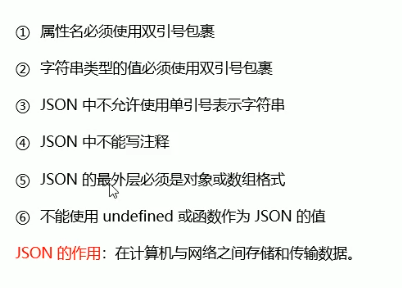 ① 属性名必须使用双引号包裹
② 字符串类型的值必须使用双引号包裹
③ JSON 中不允许使用单引号表示字符串
④ JSON 中不能写注释
⑤ JSON 的最外层必须是对象或数组格式
⑥ 不能使用 undefined 或函数作为 JSON 的值
JSON 的作用：在计算机与网络之间存储和传输数据。